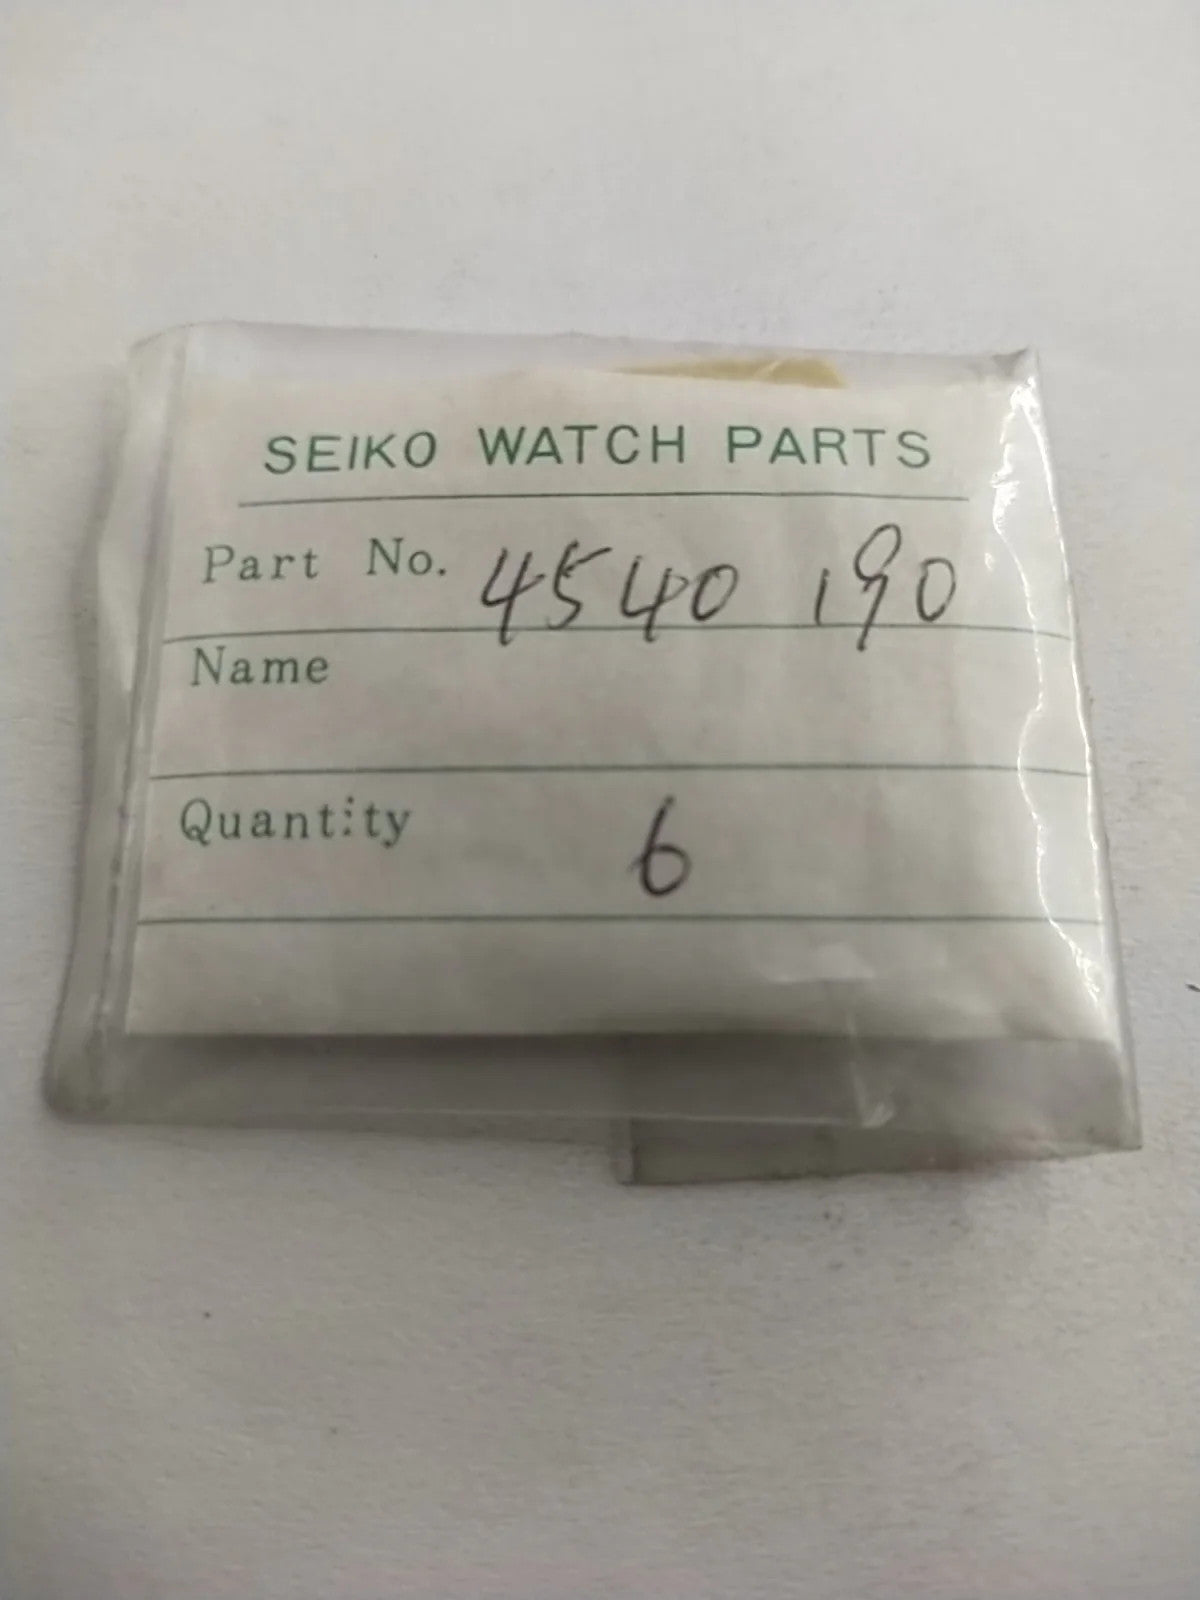 SEIKO WATCH PARTS
Part No. 4540 190
Name
Quantity 6